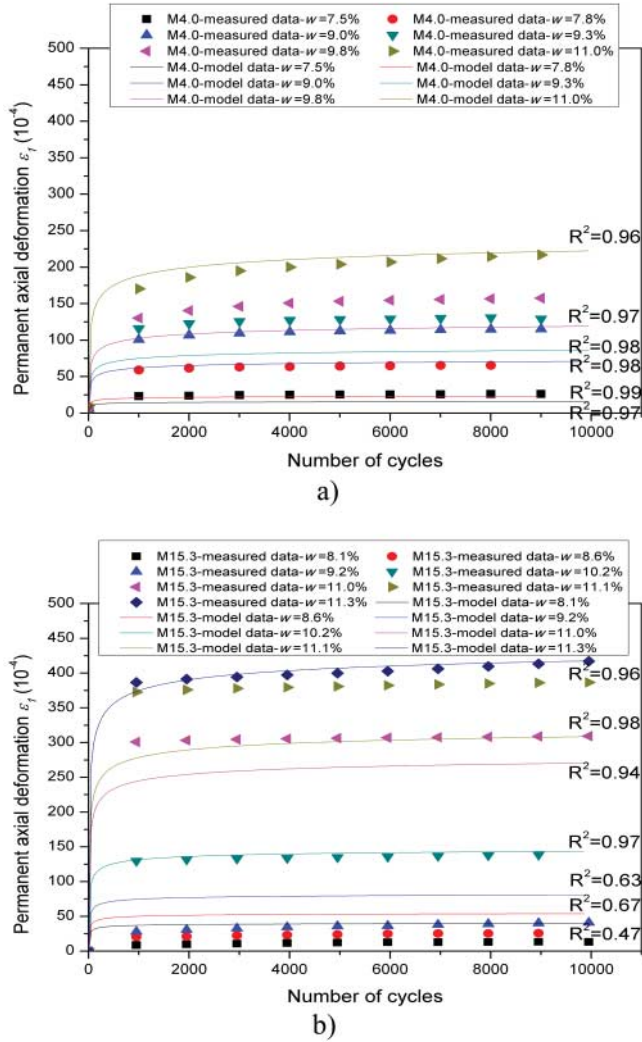 M4.0-measured data-w=7.5% M4.0-measured data-w=7.8%
M4.0-measured data-w=9.0% M4.0-measured data-w=9.3%
M4.0-measured data-w=9.8% M4.0-measured data-w=11.0%
M4.0-model data-w=7.5% M4.0-model data-w=7.8%
M4.0-model data-w=9.0% M4.0-model data-w=9.3%
M4.0-model data-w=9.8% M4.0-model data-w=11.0%
Permanent axial deformation ε₁ (10⁻⁴)
500
450
400
350
300
250
200
150
100
50
0
R²=0.96
R²=0.97
R²=0.98
R²=0.98
R²=0.99
R²=0.97
0 2000 4000 6000 8000 10000
Number of cycles
a)
M15.3-measured data-w=8.1% M15.3-measured data-w=8.6%
M15.3-measured data-w=9.2% M15.3-measured data-w=10.2%
M15.3-measured data-w=11.0% M15.3-measured data-w=11.1%
M15.3-measured data-w=11.3% M15.3-model data-w=8.1%
M15.3-model data-w=8.6% M15.3-model data-w=9.2%
M15.3-model data-w=10.2% M15.3-model data-w=11.0%
M15.3-model data-w=11.1% M15.3-model data-w=11.3%
Permanent axial deformation ε₁ (10⁻⁴)
500
450
400
350
300
250
200
150
100
50
0
R²=0.96
R²=0.98
R²=0.94
R²=0.97
R²=0.63
R²=0.67
R²=0.47
0 2000 4000 6000 8000 10000
Number of cycles
b)